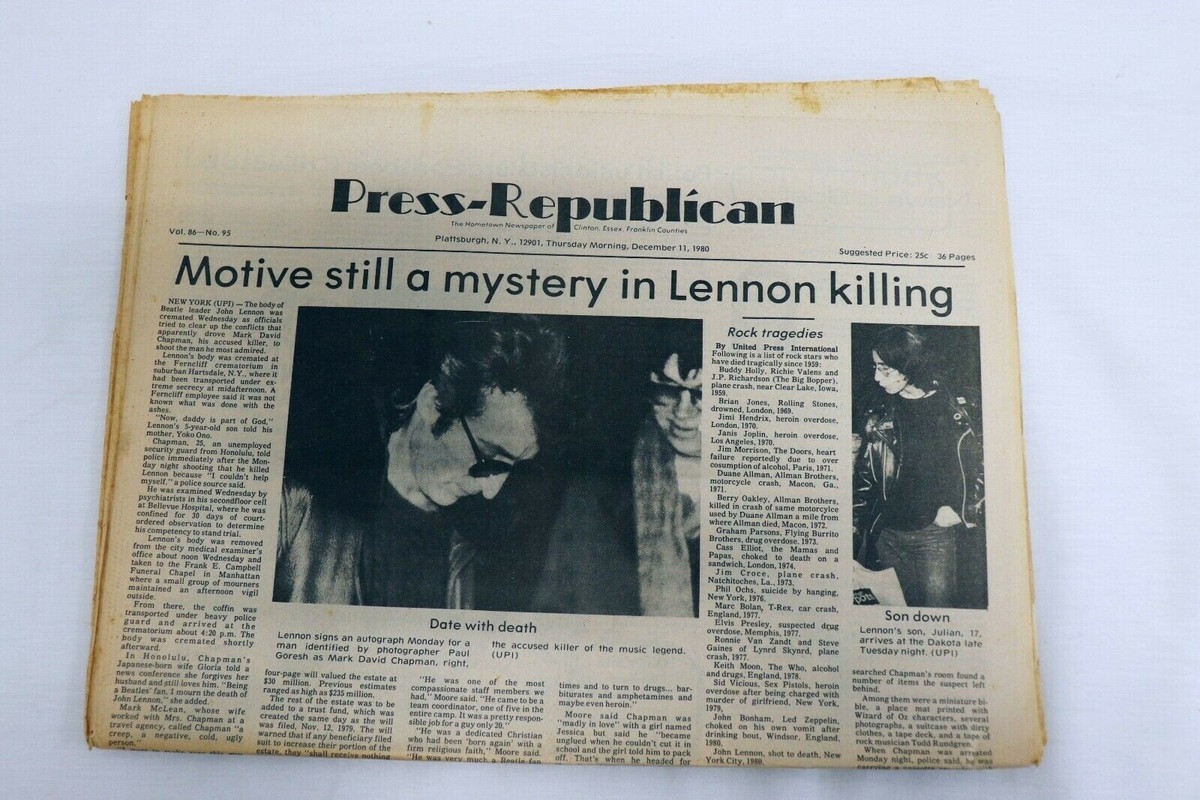 Press-Republican
The Hometown Newspaper of Clinton, Essex, Franklin Counties
Vol. 86—No. 95
Plattsburgh, N. Y., 12901, Thursday Morning, December 11, 1980
Suggested Price: 25c 36 Pages
Motive still a mystery in Lennon killing
NEW YORK (UPI) — The body of
Beatle leader John Lennon was
cremated Wednesday as officials
tried to clear up the conflicts that
apparently drove Mark David
Chapman, his accused killer, to
shoot the man he most admired.
Lennon's body was cremated at
the Ferncliff crematorium in
suburban Hartsdale, N.Y., where it
had been transported under ex-
treme secrecy at midafternoon. A
Ferncliff employee said it was not
known what was done with the
ashes.
"Now, daddy is part of God,"
Lennon's 5-year-old son told his
mother, Yoko Ono.
Chapman, 25, an unemployed
security guard from Honolulu, told
police immediately after the Mon-
day night shooting that he killed
Lennon because "I couldn't help
myself," a police source said.
He was examined Wednesday by
psychiatrists in his secondfloor cell
at Bellevue Hospital, where he was
confined for 30 days of court-
ordered observation to determine
his competency to stand trial.
Lennon's body was removed
from the city medical examiner's
office about noon Wednesday and
taken to the Frank E. Campbell
Funeral Chapel in Manhattan
where a small group of mourners
maintained an afternoon vigil
outside.
From there, the coffin was
transported under heavy police
guard and arrived at the
crematorium about 4:20 p.m. The
body was cremated shortly
afterward.
In Honolulu, Chapman's
Japanese-born wife Gloria told a
news conference she forgives her
husband and still loves him. "Being
a Beatles' fan, I mourn the death of
John Lennon," she added.
Mark McLean, whose wife
worked with Mrs. Chapman at a
travel agency, called Chapman "a
creep, a negative, cold, ugly
person."
Date with death
Lennon signs an autograph Monday for a
man identified by photographer Paul
Goresh as Mark David Chapman, right,
the accused killer of the music legend.
(UPI)
four-page will valued the estate at
$30 million. Previous estimates
ranged as high as $235 million.
The rest of the estate was to be
added to a trust fund, which was
created the same day as the will
was filed, Nov. 12, 1979. The will
warned that if any beneficiary filed
suit to increase their portion of the
estate, they "shall receive nothing
"He was one of the most
compassionate staff members we
had," Moore said. "He came to be a
team coordinator, one of five in the
entire camp. It was a pretty respon-
sible job for a guy only 20."
"He was a dedicated Christian
who had been 'born again' with a
firm religious faith," Moore said.
"He was very much a Beatle fan
times and to turn to drugs... bar-
biturates and amphetamines and
maybe even heroin."
Moore said Chapman was
"madly in love" with a girl named
Jessica but said he "became
unglued when he couldn't cut it in
school and the girl told him to pack
off. That's when he headed for
Rock tragedies
By United Press International
Following is a list of rock stars who
have died tragically since 1959:
Buddy Holly, Richie Valens and
J.P. Richardson (The Big Bopper),
plane crash, near Clear Lake, Iowa,
1959.
Brian Jones, Rolling Stones,
drowned, London, 1969.
Jimi Hendrix, heroin overdose,
London, 1970.
Janis Joplin, heroin overdose,
Los Angeles, 1970.
Jim Morrison, The Doors, heart
failure reportedly due to over
cosumption of alcohol, Paris, 1971.
Duane Allman, Allman Brothers,
motorcycle crash, Macon, Ga.,
1971.
Berry Oakley, Allman Brothers,
killed in crash of same motorylce
used by Duane Allman a mile from
where Allman died, Macon, 1972.
Graham Parsons, Flying Burrito
Brothers, drug overdose. 1973.
Cass Elliot, the Mamas and
Papas, choked to death on a
sandwich, London, 1974.
Jim Croce, plane crash,
Natchitoches, La., 1973.
Phil Ochs, suicide by hanging,
New York, 1976.
Marc Bolan, T-Rex, car crash,
England, 1977.
Elvis Presley, suspected drug
overdose, Memphis, 1977.
Ronnie Van Zandt and Steve
Gaines of Lynrd Skynrd, plane
crash, 1977.
Keith Moon, The Who, alcohol
and drugs, England, 1978.
Sid Vicious, Sex Pistols, heroin
overdose after being charged with
murder of girlfriend, New York,
1979,
John Bonham, Led Zeppelin,
choked on his own vomit after
drinking bout, Windsor, England,
1980.
John Lennon, shot to death, New
York City, 1980.
Son down
Lennon's son, Julian, 17,
arrives at the Dakota late
Tuesday night. (UPI)
searched Chapman's room found a
number of items the suspect left
behind.
Among them were a miniature bi-
ble, a place mat printed with
Wizard of Oz characters, several
photographs, a suitcase with dirty
clothes, a tape deck, and a tape of
rock musician Todd Rundgren.
When Chapman was arrested
Monday night, police said, he was